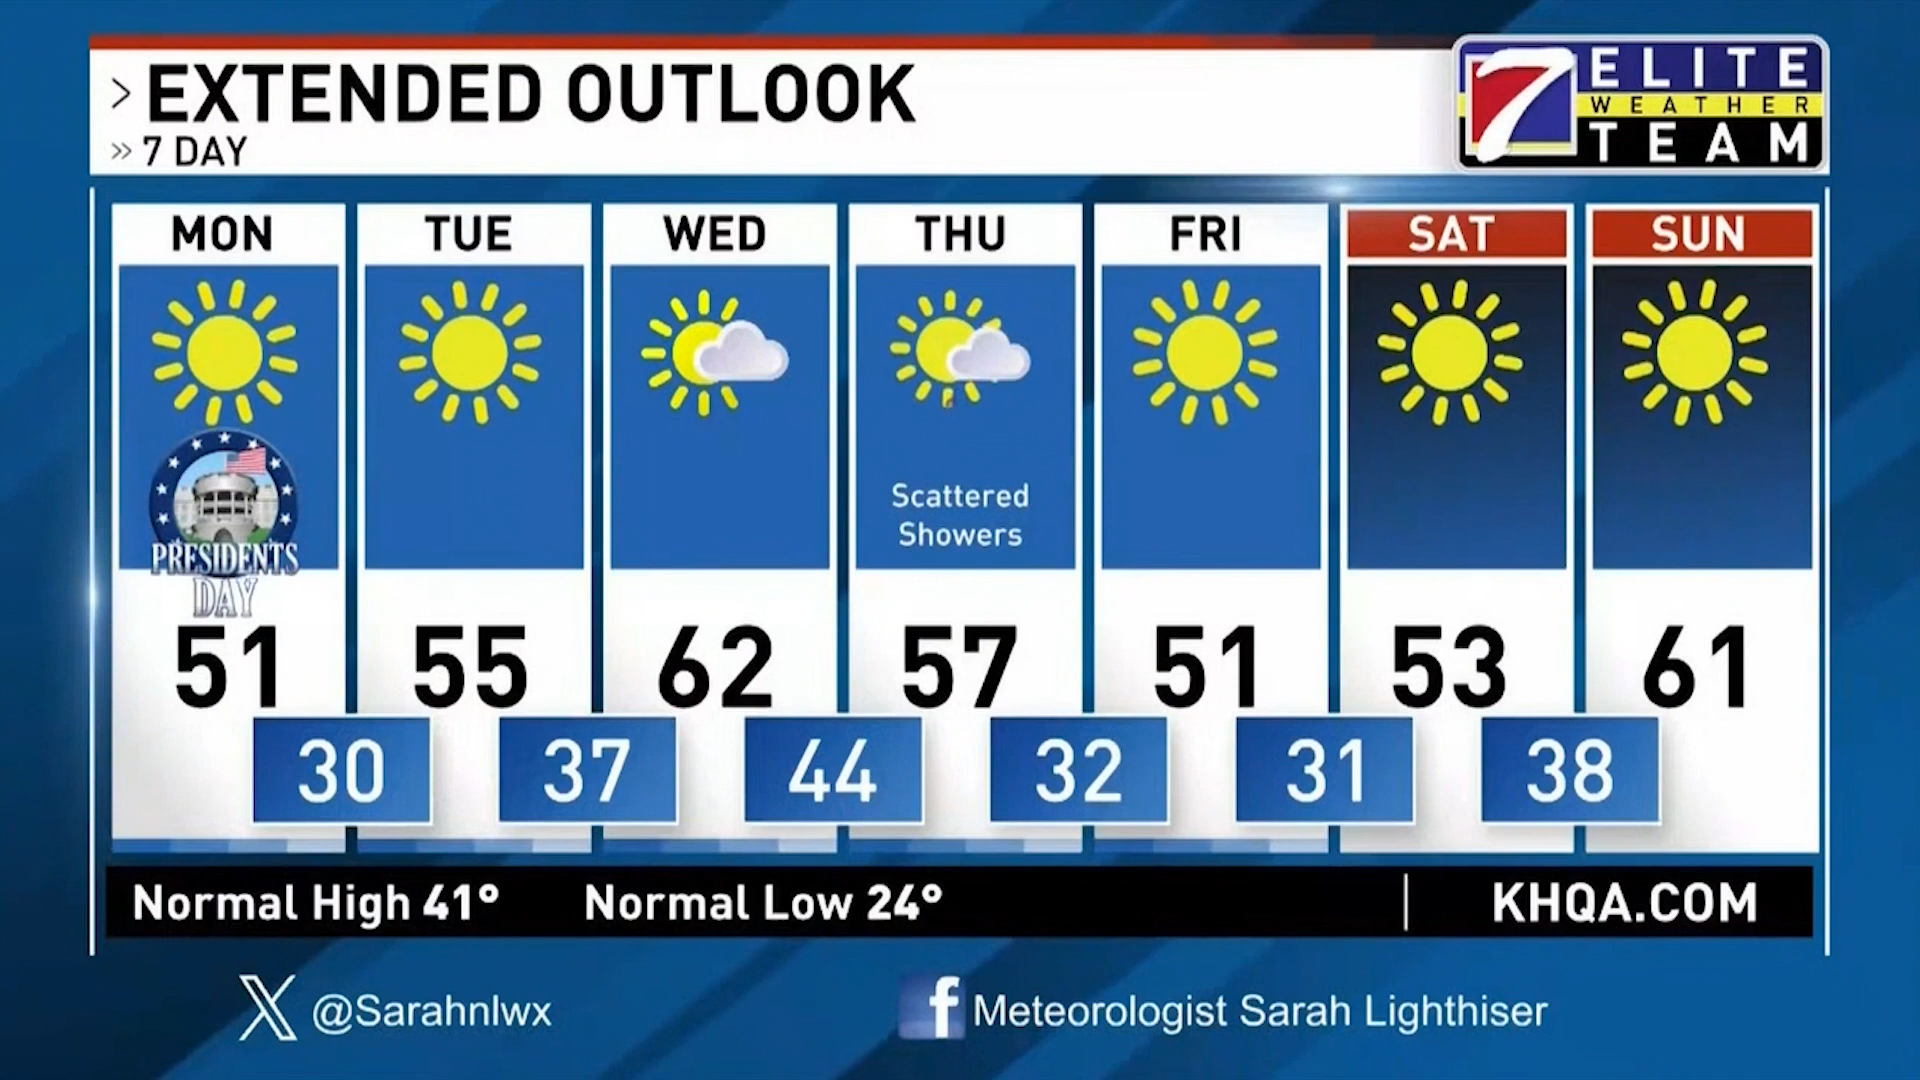 > EXTENDED OUTLOOK
» 7 DAY
7 ELITE
WEATHER
TEAM
MON TUE WED THU FRI SAT SUN
Scattered
Showers
PRESIDENTS
DAY
51 55 62 57 51 53 61
30 37 44 32 31 38
Normal High 41° Normal Low 24° KHQA.COM
X @Sarahnlwx f Meteorologist Sarah Lighthiser